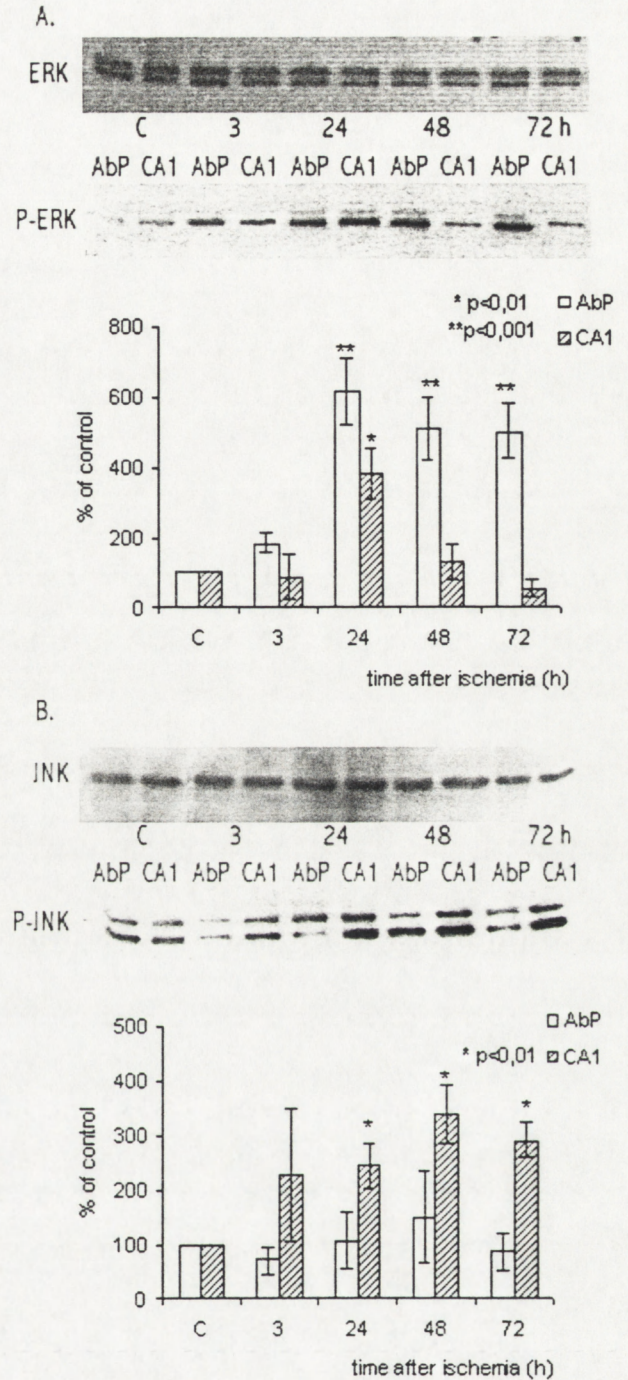 A.
ERK
C 3 24 48 72 h
AbP CA1 AbP CA1 AbP CA1 AbP CA1 AbP CA1
P-ERK
* p<0,01 AbP
**p<0,001 CA1
800
600
400
200
0
% of control
** * ** **
C 3 24 48 72
time after ischemia (h)
B.
JNK
C 3 24 48 72 h
AbP CA1 AbP CA1 AbP CA1 AbP CA1 AbP CA1
P-JNK
AbP
* p<0,01 CA1
500
400
300
200
100
0
% of control
* * *
C 3 24 48 72
time after ischemia (h)